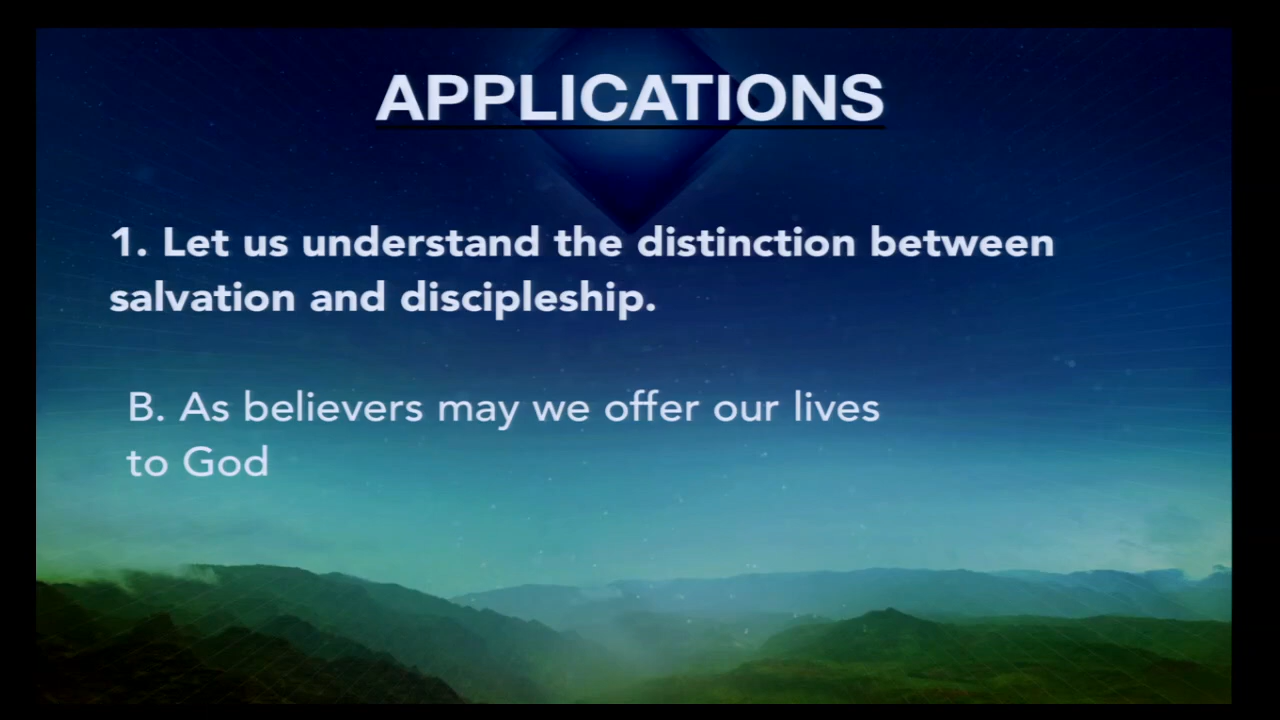 APPLICATIONS
1. Let us understand the distinction between
salvation and discipleship.
B. As believers may we offer our lives
to God